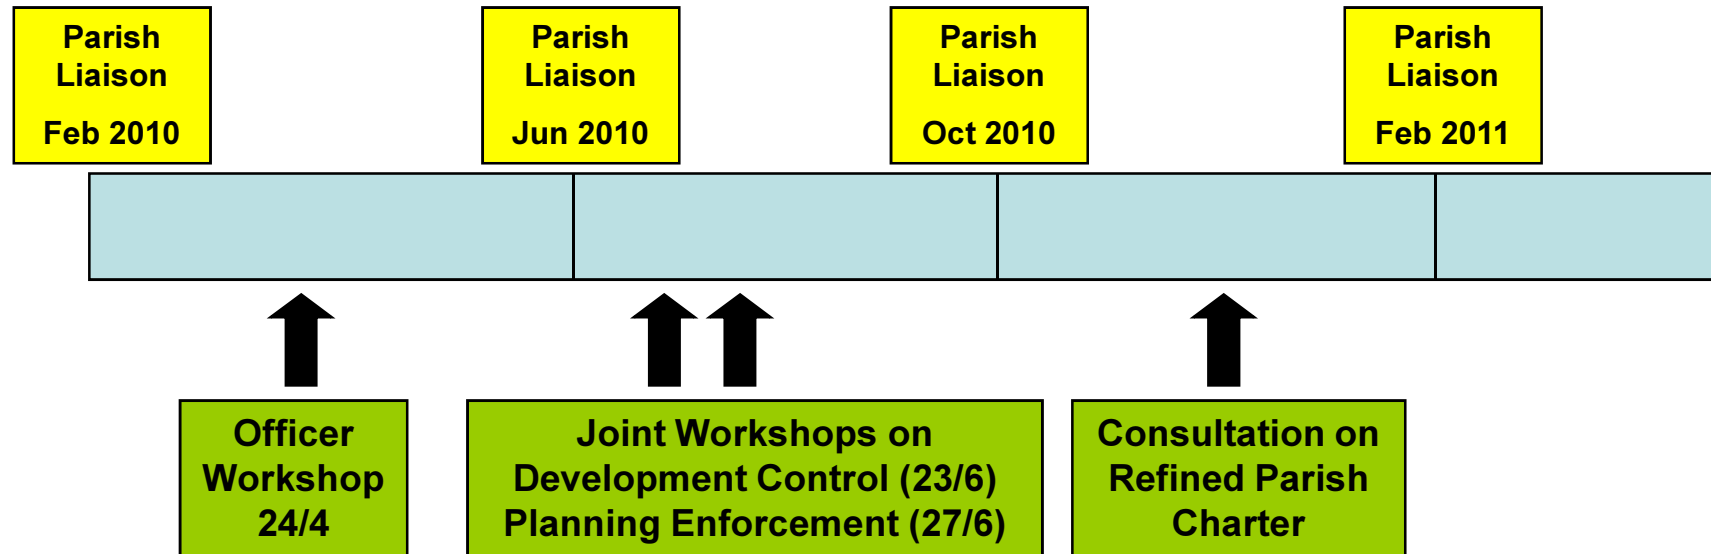 Parish
Liaison
Feb 2010
Parish
Liaison
Jun 2010
Parish
Liaison
Oct 2010
Parish
Liaison
Feb 2011
Officer
Workshop
24/4
Joint Workshops on
Development Control (23/6)
Planning Enforcement (27/6)
Consultation on
Refined Parish
Charter